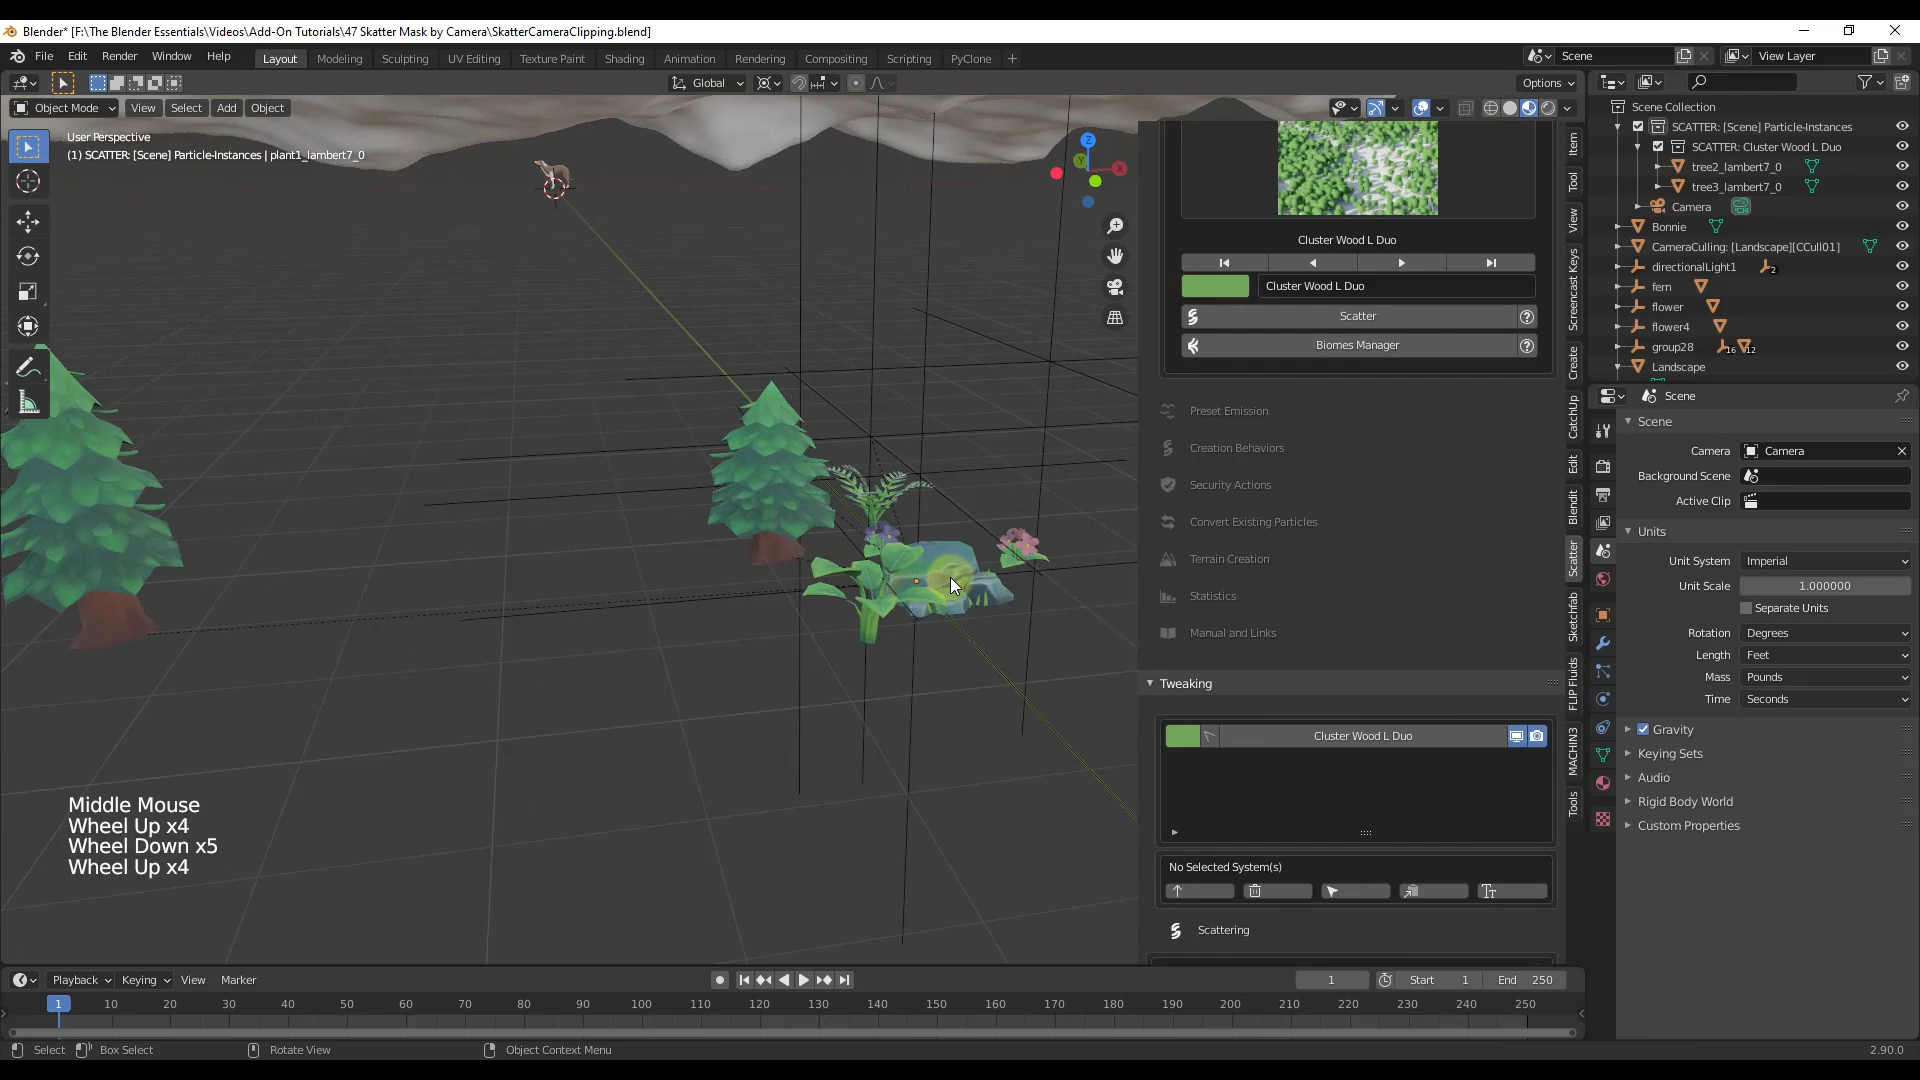 Blender* [F:\The Blender Essentials\Videos\Add-On Tutorials\47 Skatter Mask by Camera\SkatterCameraClipping.blend]
File Edit Render Window Help Layout Modeling Sculpting UV Editing Texture Paint Shading Animation Rendering Compositing Scripting PyClone + Scene View Layer
Global Options
Object Mode View Select Add Object
User Perspective
(1) SCATTER: [Scene] Particle-Instances | plant1_lambert7_0
Z
Y
X
Middle Mouse
Wheel Up x4
Wheel Down x5
Wheel Up x4
Cluster Wood L Duo
Cluster Wood L Duo
Scatter ?
Biomes Manager ?
Preset Emission
Creation Behaviors
Security Actions
Convert Existing Particles
Terrain Creation
Statistics
Manual and Links
Tweaking
Cluster Wood L Duo
No Selected System(s)
Scattering
Item
Tool
View
Screencast Keys
Create
CatchUp
Edit
Blendit
Scatter
Sketchfab
FLIP Fluids
MACHIN3
Tools
Scene Collection
SCATTER: [Scene] Particle-Instances
SCATTER: Cluster Wood L Duo
tree2_lambert7_0
tree3_lambert7_0
Camera
Bonnie
CameraCulling: [Landscape][CCull01]
directionalLight1 2
fern
flower
flower4
group28 16 12
Landscape
Scene
Scene
Camera Camera
Background Scene
Active Clip
Units
Unit System Imperial
Unit Scale 1.000000
Separate Units
Rotation Degrees
Length Feet
Mass Pounds
Time Seconds
Gravity
Keying Sets
Audio
Rigid Body World
Custom Properties
Playback Keying View Marker 1 Start 1 End 250
1 10 20 30 40 50 60 70 80 90 100 110 120 130 140 150 160 170 180 190 200 210 220 230 240 250
Select Box Select Rotate View Object Context Menu 2.90.0